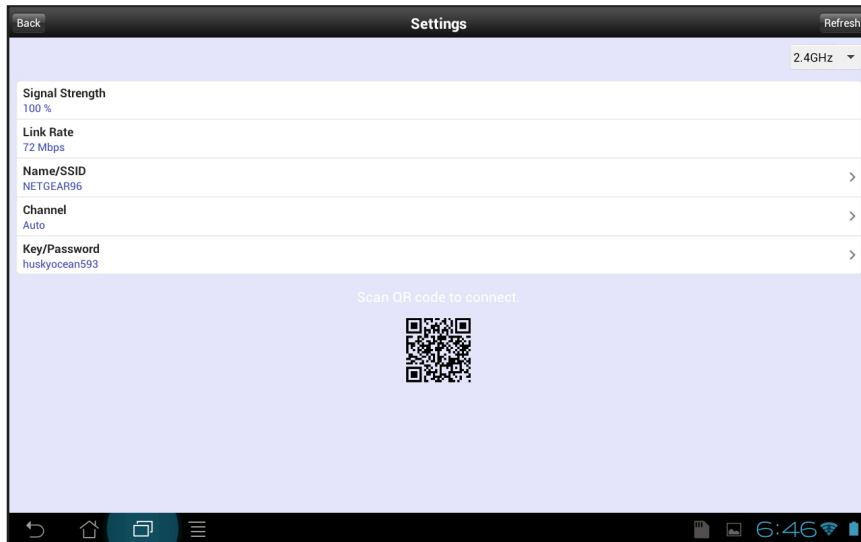 Back
Settings
Refresh
2.4GHz
Signal Strength
100 %
Link Rate
72 Mbps
Name/SSID
NETGEAR96
Channel
Auto
Key/Password
huskyocean593
Scan QR code to connect.
6:46